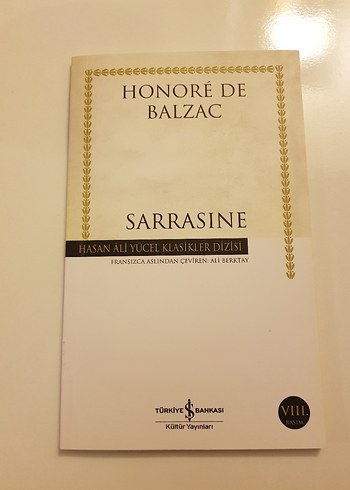 HONORÉ DE
BALZAC
SARRASINE
HASAN ÂLİ YÜCEL KLASİKLER DİZİSİ
FRANSIZCA ASLINDAN ÇEVİREN: ALİ BERKTAY
VIII.
BASIM
TÜRKİYE İŞ BANKASI
Kültür Yayınları